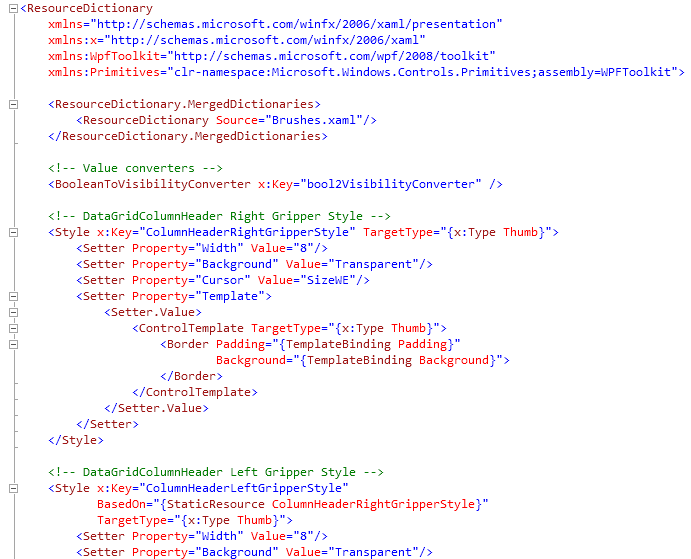 <ResourceDictionary
xmlns="http://schemas.microsoft.com/winfx/2006/xaml/presentation"
xmlns:x="http://schemas.microsoft.com/winfx/2006/xaml"
xmlns:WpfToolkit="http://schemas.microsoft.com/wpf/2008/toolkit"
xmlns:Primitives="clr-namespace:Microsoft.Windows.Controls.Primitives;assembly=WPFToolkit">
<ResourceDictionary.MergedDictionaries>
<ResourceDictionary Source="Brushes.xaml"/>
</ResourceDictionary.MergedDictionaries>
<!-- Value converters -->
<BooleanToVisibilityConverter x:Key="bool2VisibilityConverter" />
<!-- DataGridColumnHeader Right Gripper Style -->
<Style x:Key="ColumnHeaderRightGripperStyle" TargetType="{x:Type Thumb}">
<Setter Property="Width" Value="8"/>
<Setter Property="Background" Value="Transparent"/>
<Setter Property="Cursor" Value="SizeWE"/>
<Setter Property="Template">
<Setter.Value>
<ControlTemplate TargetType="{x:Type Thumb}">
<Border Padding="{TemplateBinding Padding}"
Background="{TemplateBinding Background}">
</Border>
</ControlTemplate>
</Setter.Value>
</Setter>
</Style>
<!-- DataGridColumnHeader Left Gripper Style -->
<Style x:Key="ColumnHeaderLeftGripperStyle"
BasedOn="{StaticResource ColumnHeaderRightGripperStyle}"
TargetType="{x:Type Thumb}">
<Setter Property="Width" Value="8"/>
<Setter Property="Background" Value="Transparent"/>